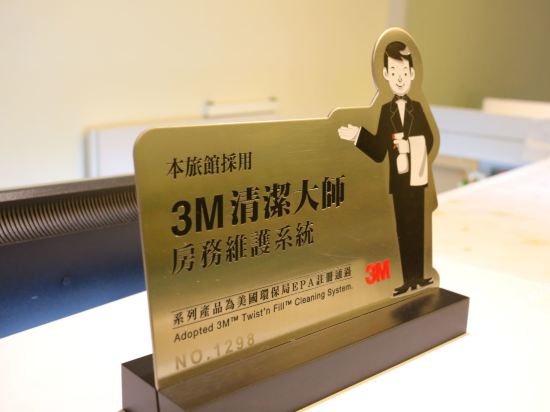 本旅館採用
3M清潔大師
房務維護系統
系列產品為美國環保局EPA註冊通過
Adopted 3M™ Twist'n Fill™ Cleaning System.
3M
NO.1298